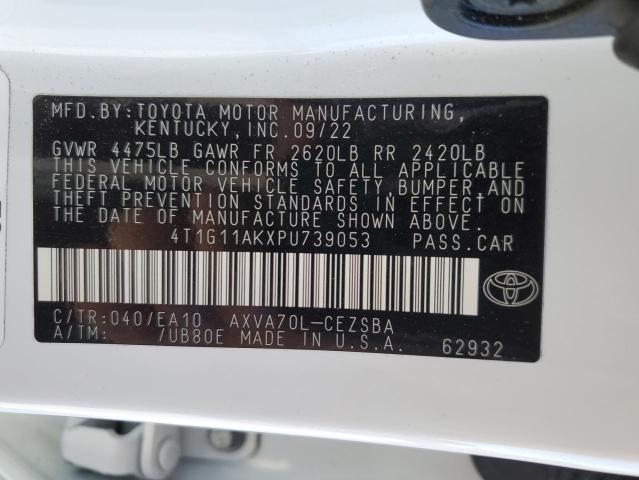 MFD.BY:TOYOTA MOTOR MANUFACTURING,
KENTUCKY,INC.09/22
GVWR 4475LB GAWR FR 2620LB RR 2420LB
THIS VEHICLE CONFORMS TO ALL APPLICABLE
FEDERAL MOTOR VEHICLE SAFETY,BUMPER,AND
THEFT PREVENTION STANDARDS IN EFFECT ON
THE DATE OF MANUFACTURE SHOWN ABOVE.
4T1G11AKXPU739053 PASS.CAR
C/TR:040/EA10 AXVA70L-CEZSBA
A/TM: /UB80E MADE IN U.S.A. 62932